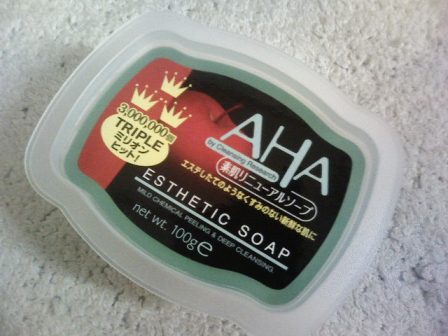 3,000,000個
TRIPLE
ミリオン
ヒット!
AHA
by Cleansing Research
素肌リニューアルソープ
エステしたてのようなくすみのない新鮮な肌に
ESTHETIC SOAP
MILD CHEMICAL PEELING & DEEP CLEANSING.
net wt. 100g e